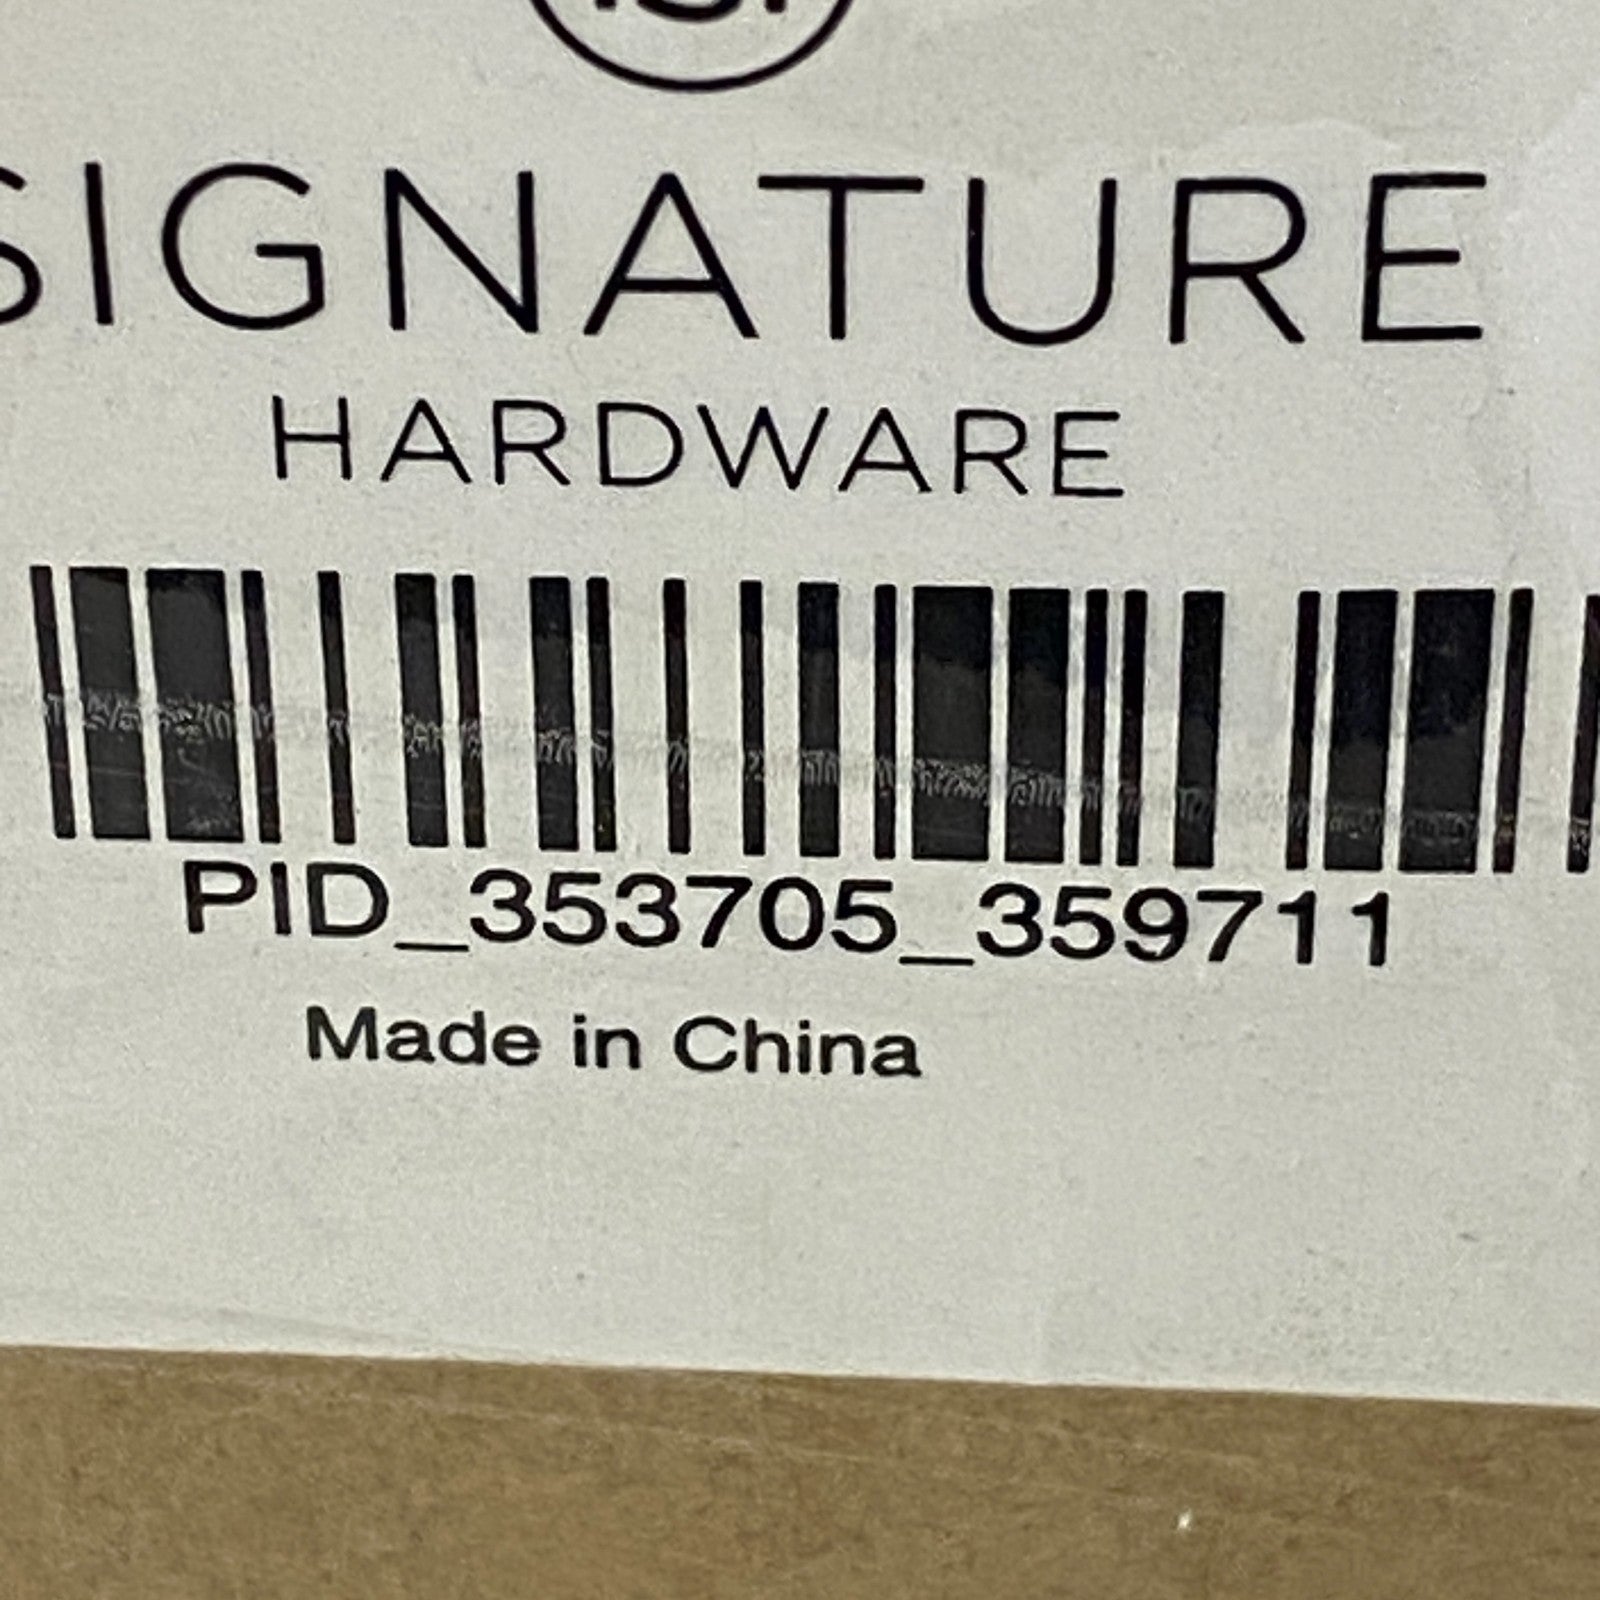 SIGNATURE
HARDWARE
PID_353705_359711
Made in China